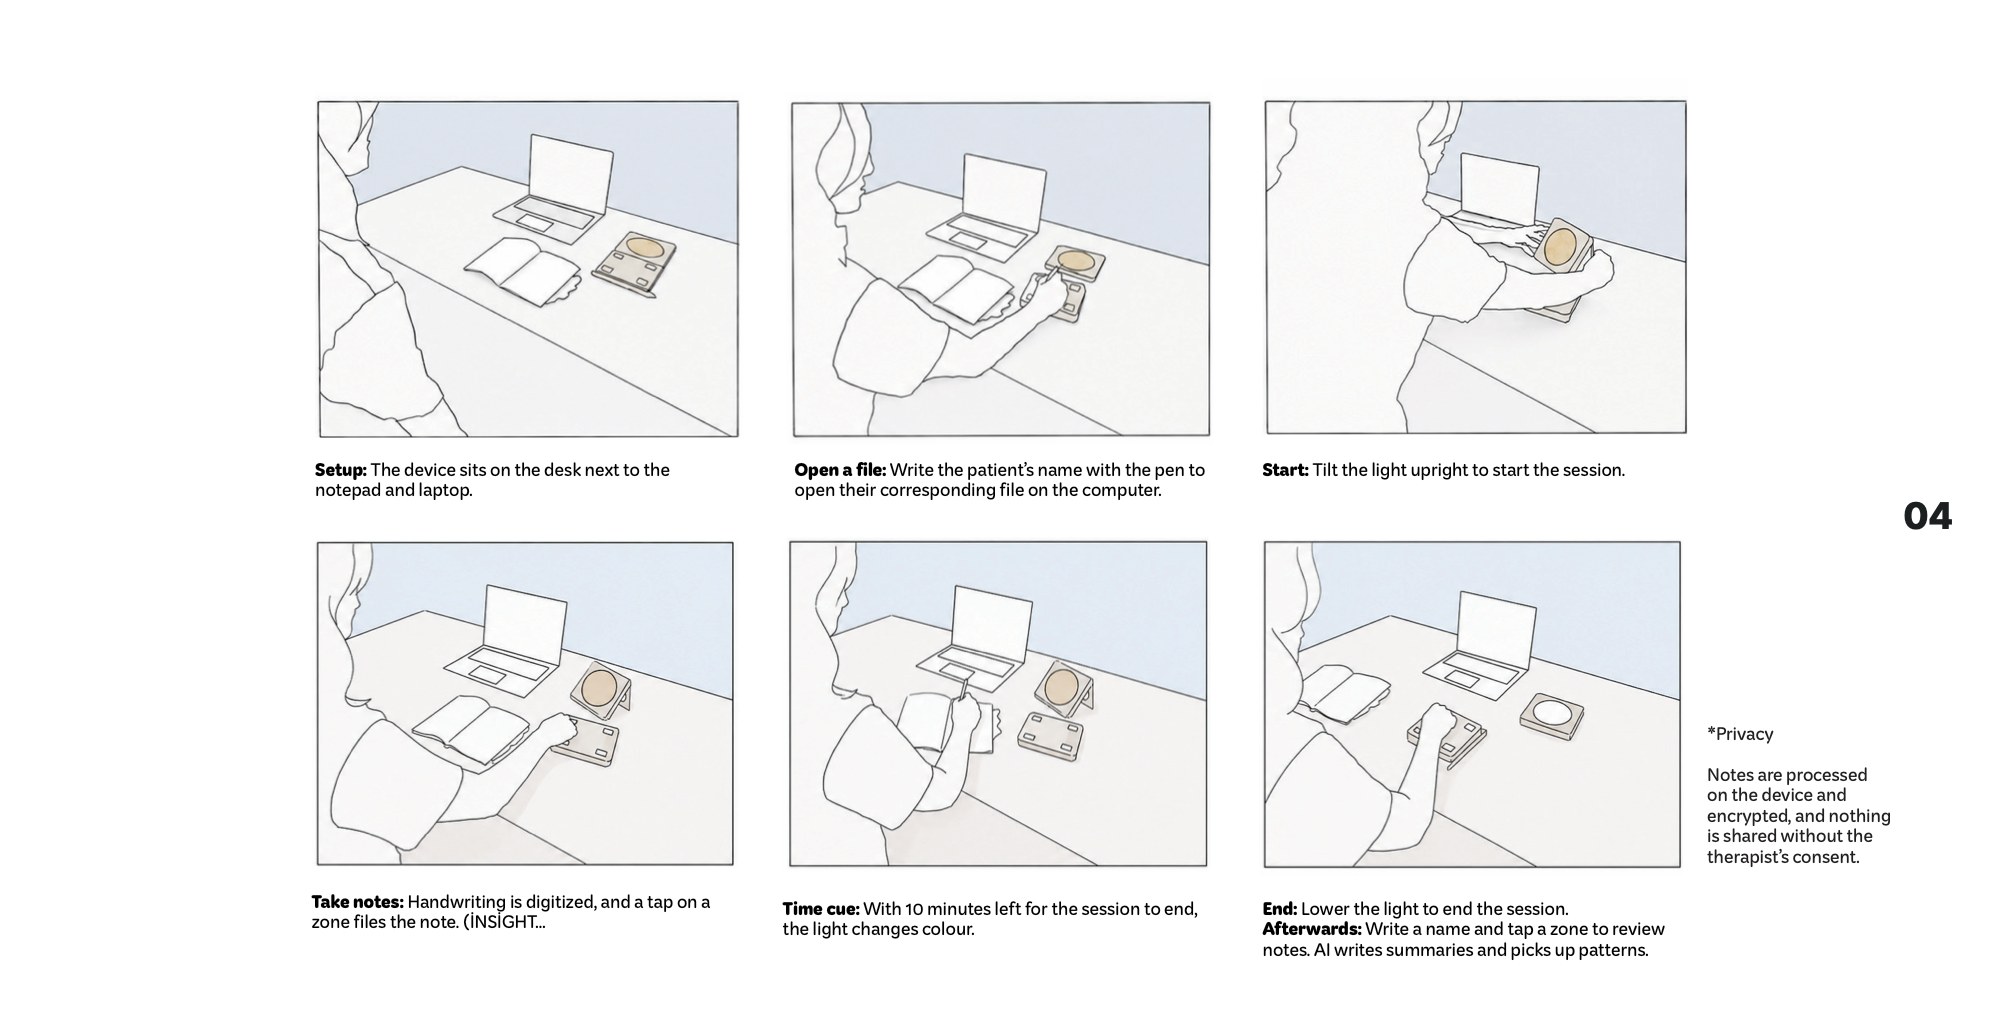 Setup: The device sits on the desk next to the
notepad and laptop.
Open a file: Write the patient’s name with the pen to
open their corresponding file on the computer.
Start: Tilt the light upright to start the session.
04
Take notes: Handwriting is digitized, and a tap on a
zone files the note. (İNSİGHT...
Time cue: With 10 minutes left for the session to end,
the light changes colour.
End: Lower the light to end the session.
Afterwards: Write a name and tap a zone to review
notes. AI writes summaries and picks up patterns.
*Privacy
Notes are processed
on the device and
encrypted, and nothing
is shared without the
therapist’s consent.